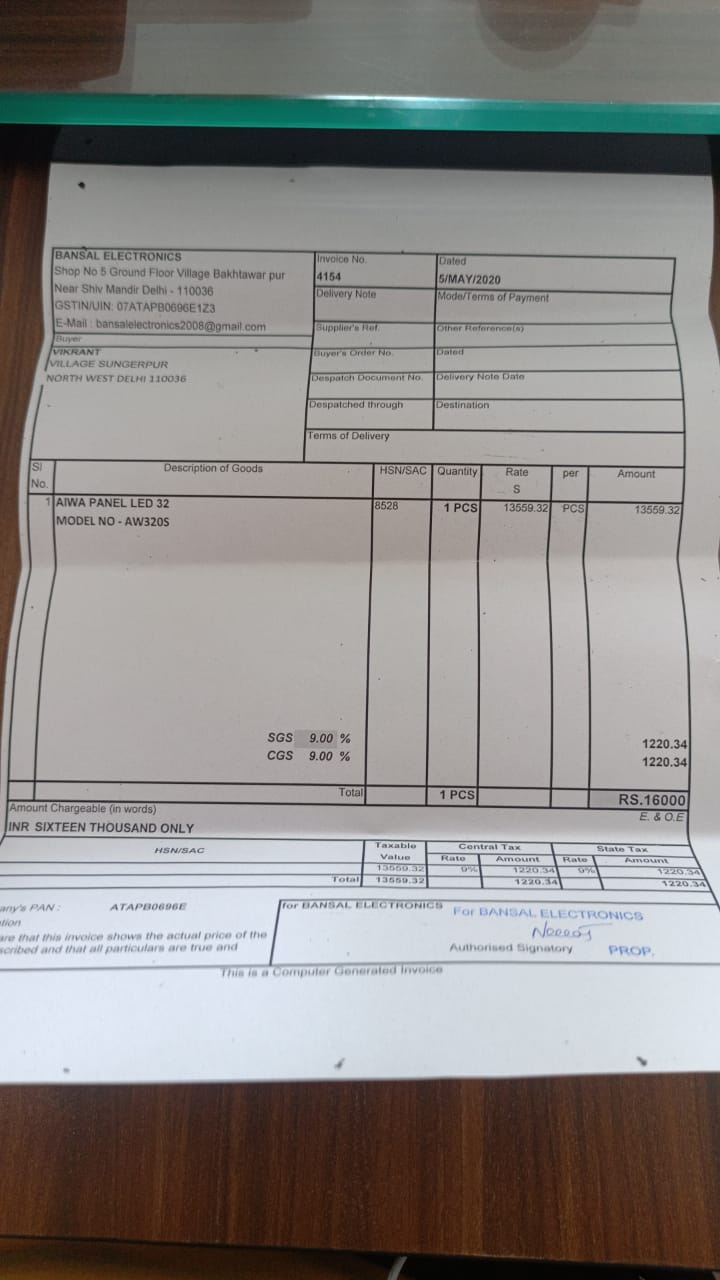 BANSAL ELECTRONICS
Shop No 5 Ground Floor Village Bakhtawar pur
Near Shiv Mandir Delhi - 110036
GSTIN/UIN: 07ATAPB0696E1Z3
E-Mail : bansalelectronics2008@gmail.com
Buyer
VIKRANT
VILLAGE SUNGERPUR
NORTH WEST DELHI 110036
Invoice No. Dated
4154 5/MAY/2020
Delivery Note Mode/Terms of Payment
Supplier's Ref. Other Reference(s)
Buyer's Order No. Dated
Despatch Document No. Delivery Note Date
Despatched through Destination
Terms of Delivery
Sl No. Description of Goods HSN/SAC Quantity Rate S per Amount
1 AIWA PANEL LED 32 8528 1 PCS 13559.32 PCS 13559.32
MODEL NO - AW320S
SGS 9.00 % 1220.34
CGS 9.00 % 1220.34
Total 1 PCS RS.16000
Amount Chargeable (in words) E. & O.E
INR SIXTEEN THOUSAND ONLY
HSN/SAC Taxable Value Central Tax State Tax
Rate Amount Rate Amount
13559.32 9% 1220.34 9% 1220.34
Total 13559.32 1220.34 1220.34
any's PAN : ATAPB0696E
tion
are that this invoice shows the actual price of the
scribed and that all particulars are true and
for BANSAL ELECTRONICS
For BANSAL ELECTRONICS
Authorised Signatory PROP.
This is a Computer Generated Invoice